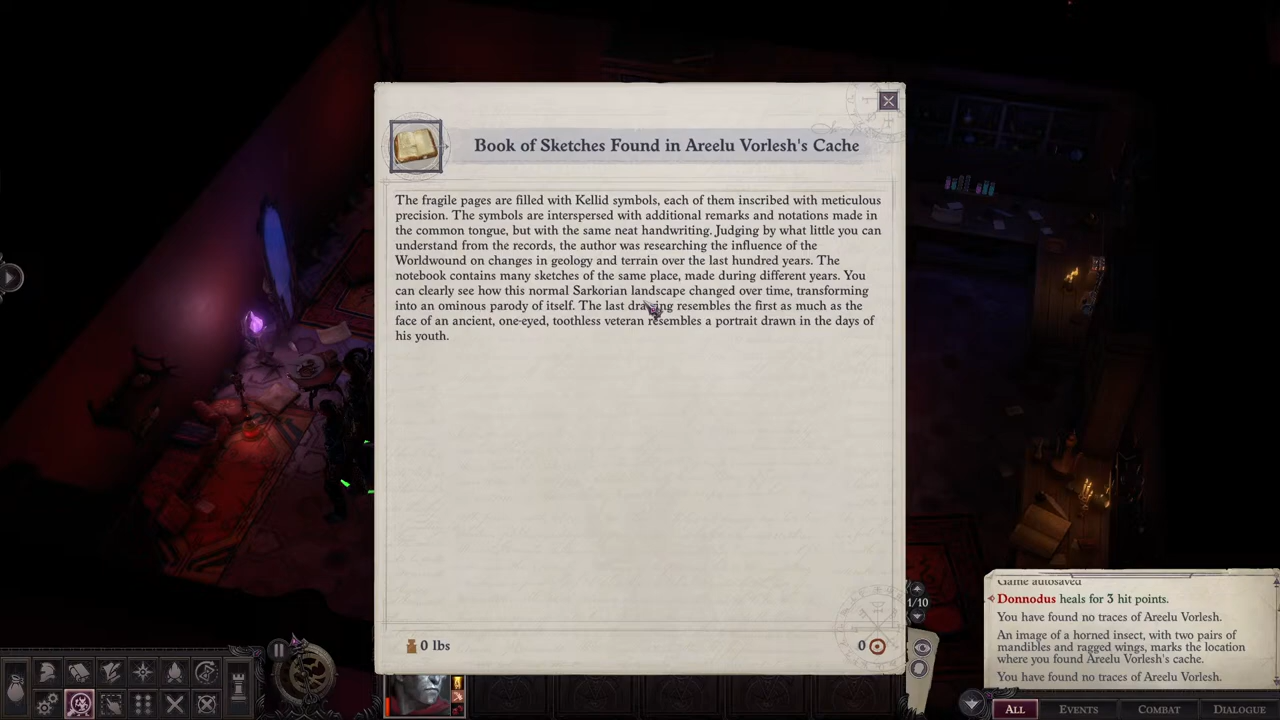 Book of Sketches Found in Areelu Vorlesh's Cache
The fragile pages are filled with Kellid symbols, each of them inscribed with meticulous
precision. The symbols are interspersed with additional remarks and notations made in
the common tongue, but with the same neat handwriting. Judging by what little you can
understand from the records, the author was researching the influence of the
Worldwound on changes in geology and terrain over the last hundred years. The
notebook contains many sketches of the same place, made during different years. You
can clearly see how this normal Sarkorian landscape changed over time, transforming
into an ominous parody of itself. The last drawing resembles the first as much as the
face of an ancient, one-eyed, toothless veteran resembles a portrait drawn in the days of
his youth.
0 lbs
0
1/10
Game autosaved
Donnodus heals for 3 hit points.
You have found no traces of Areelu Vorlesh.
An image of a horned insect, with two pairs of
mandibles and ragged wings, marks the location
where you found Areelu Vorlesh's cache.
You have found no traces of Areelu Vorlesh.
ALL EVENTS COMBAT DIALOGUE